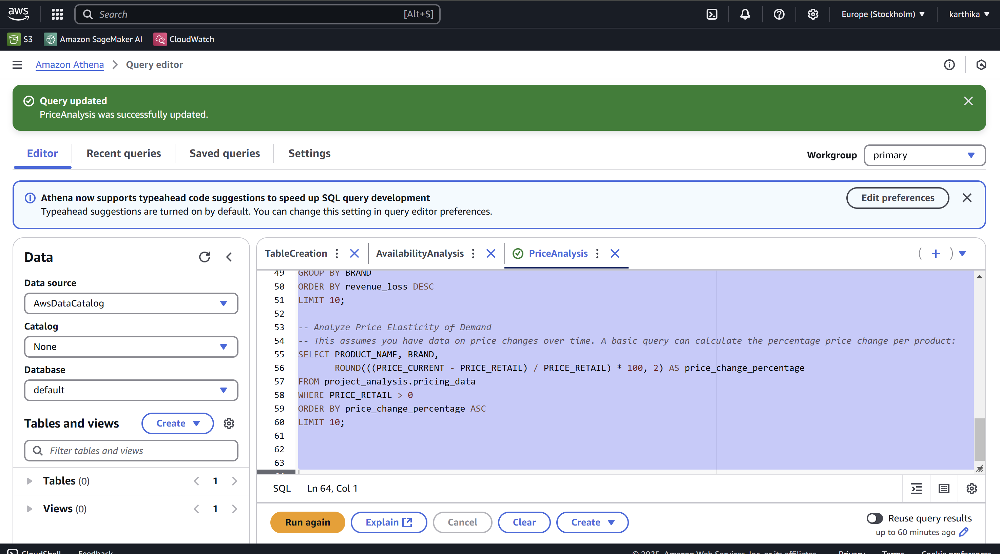 aws
Search
[Alt+S]
Europe (Stockholm)
karthika
S3
Amazon SageMaker AI
CloudWatch
Amazon Athena
Query editor
Query updated
PriceAnalysis was successfully updated.
Editor
Recent queries
Saved queries
Settings
Workgroup
primary
Athena now supports typeahead code suggestions to speed up SQL query development
Typeahead suggestions are turned on by default. You can change this setting in query editor preferences.
Edit preferences
Data
Data source
AwsDataCatalog
Catalog
None
Database
default
Tables and views
Create
Filter tables and views
Tables (0)
1
Views (0)
1
TableCreation
AvailabilityAnalysis
PriceAnalysis
49 GROUP BY BRAND
50 ORDER BY revenue_loss DESC
51 LIMIT 10;
52
53 -- Analyze Price Elasticity of Demand
54 -- This assumes you have data on price changes over time. A basic query can calculate the percentage price change per product:
55 SELECT PRODUCT_NAME, BRAND,
56 ROUND(((PRICE_CURRENT - PRICE_RETAIL) / PRICE_RETAIL) * 100, 2) AS price_change_percentage
57 FROM project_analysis.pricing_data
58 WHERE PRICE_RETAIL > 0
59 ORDER BY price_change_percentage ASC
60 LIMIT 10;
61
62
63
64
SQL
Ln 64, Col 1
Run again
Explain
Cancel
Clear
Create
Reuse query results
up to 60 minutes ago
CloudShell
Feedback
© 2025, Amazon Web Services, Inc. or its affiliates.
Privacy
Terms
Cookie preferences